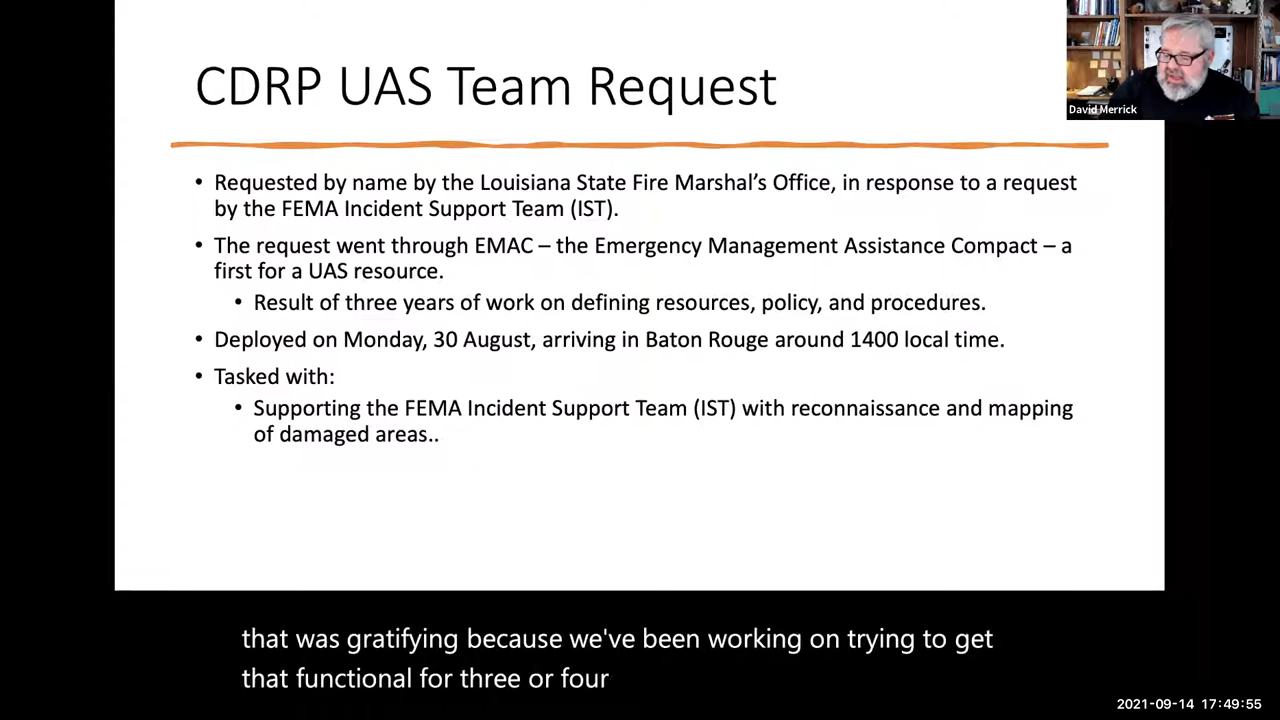 CDRP UAS Team Request
David Merrick
• Requested by name by the Louisiana State Fire Marshal’s Office, in response to a request
by the FEMA Incident Support Team (IST).
• The request went through EMAC – the Emergency Management Assistance Compact – a
first for a UAS resource.
• Result of three years of work on defining resources, policy, and procedures.
• Deployed on Monday, 30 August, arriving in Baton Rouge around 1400 local time.
• Tasked with:
• Supporting the FEMA Incident Support Team (IST) with reconnaissance and mapping
of damaged areas..
that was gratifying because we've been working on trying to get
that functional for three or four
2021-09-14 17:49:55